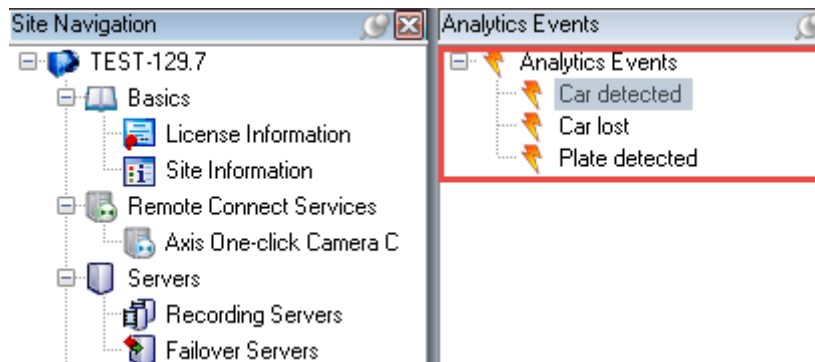 Site Navigation
TEST-129.7
Basics
License Information
Site Information
Remote Connect Services
Axis One-click Camera C
Servers
Recording Servers
Failover Servers
Analytics Events
Analytics Events
Car detected
Car lost
Plate detected